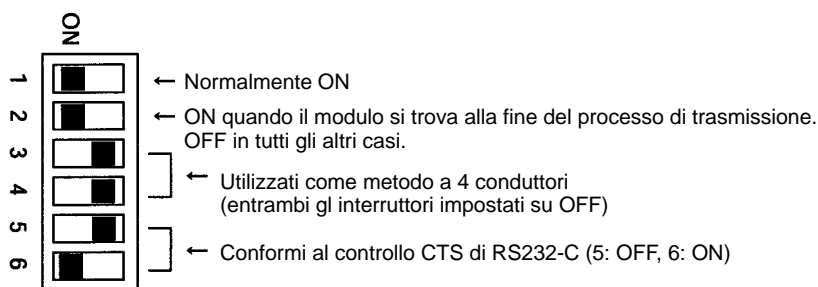 ON
1 ← Normalmente ON
2 ← ON quando il modulo si trova alla fine del processo di trasmissione.
OFF in tutti gli altri casi.
3
4 ← Utilizzati come metodo a 4 conduttori
(entrambi gl interruttori impostati su OFF)
5
6 ← Conformi al controllo CTS di RS232-C (5: OFF, 6: ON)